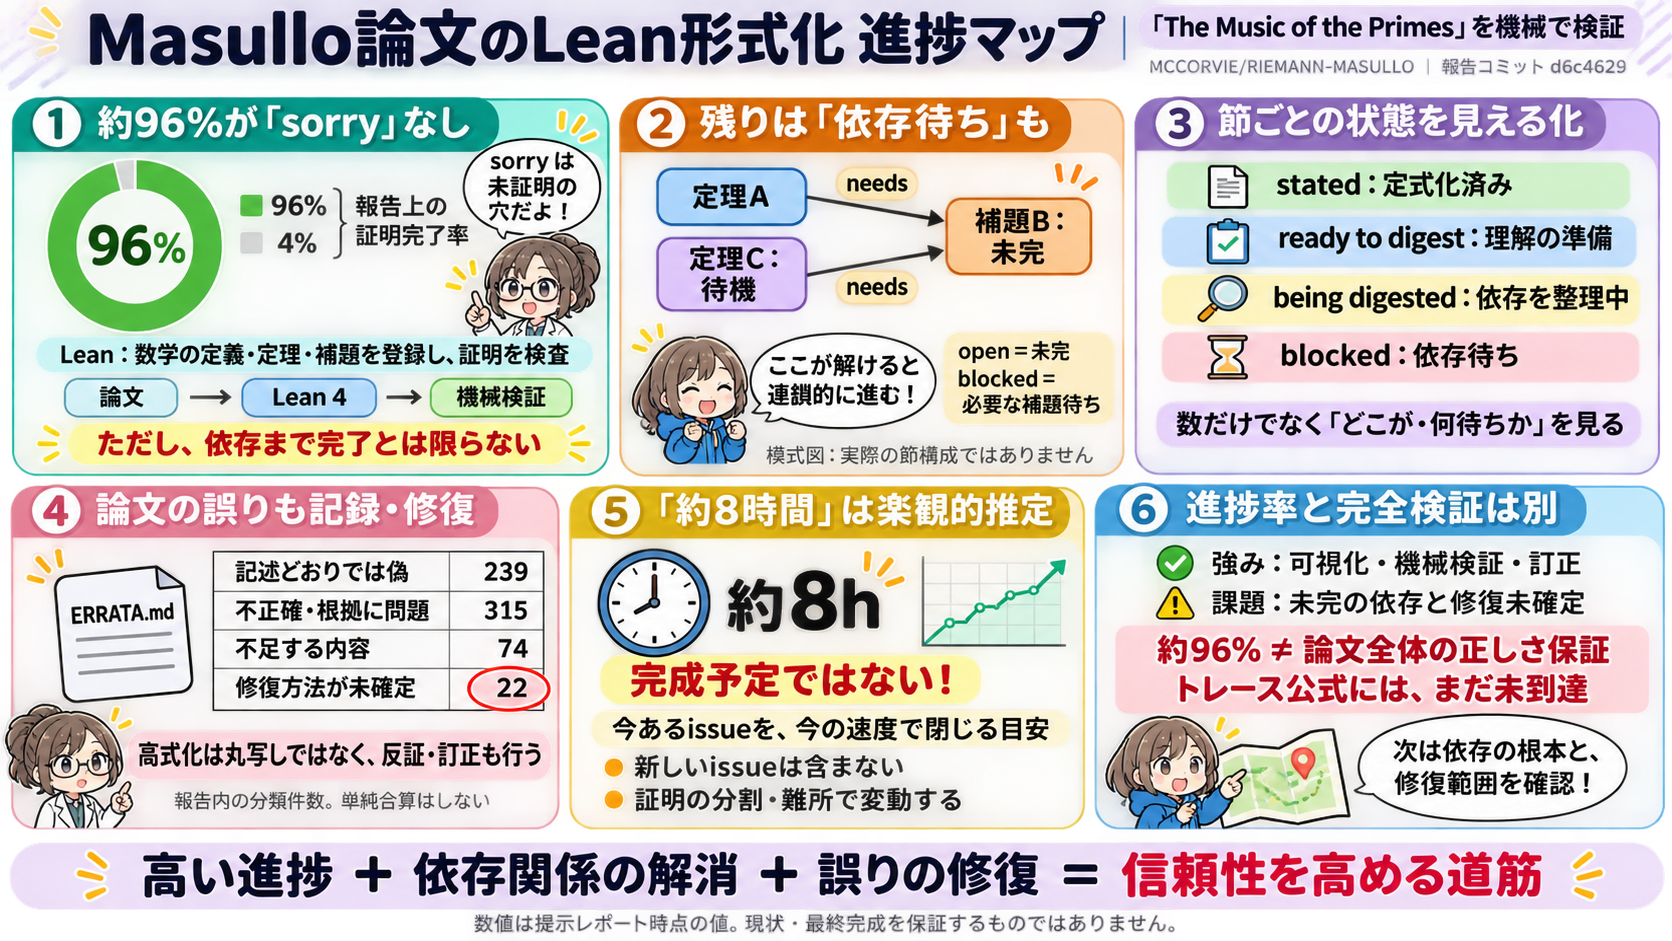 Masullo論文のLean形式化 進捗マップ
「The Music of the Primes」を機械で検証
MCCORVIE/RIEMANN-MASULLO | 報告コミット d6c4629
1 約96%が「sorry」なし
96%
96%
4%
報告上の
証明完了率
sorry は
未証明の
穴だよ！
Lean：数学の定義・定理・補題を登録し、証明を検査
論文 → Lean 4 → 機械検証
ただし、依存まで完了とは限らない
2 残りは「依存待ち」も
定理A
needs
定理C：
待機
needs
補題B：
未完
ここが解けると
連鎖的に進む！
open＝未完
blocked＝
必要な補題待ち
模式図：実際の節構成ではありません
3 節ごとの状態を見える化
stated：定式化済み
ready to digest：理解の準備
being digested：依存を整理中
blocked：依存待ち
数だけでなく「どこが・何待ちか」を見る
4 論文の誤りも記録・修復
ERRATA.md
記述どおりでは偽 239
不正確・根拠に問題 315
不足する内容 74
修復方法が未確定 22
高式化は丸写しではなく、反証・訂正も行う
報告内の分類件数。単純合算はしない
5 「約8時間」は楽観的推定
約8h
完成予定ではない！
今あるissueを、今の速度で閉じる目安
新しいissueは含まない
証明の分割・難所で変動する
6 進捗率と完全検証は別
強み：可視化・機械検証・訂正
課題：未完の依存と修復未確定
約96% ≠ 論文全体の正しさ保証
トレース公式には、まだ未到達
次は依存の根本と、
修復範囲を確認！
高い進捗 ＋ 依存関係の解消 ＋ 誤りの修復 ＝ 信頼性を高める道筋
数値は提示レポート時点の値。現状・最終完成を保証するものではありません。